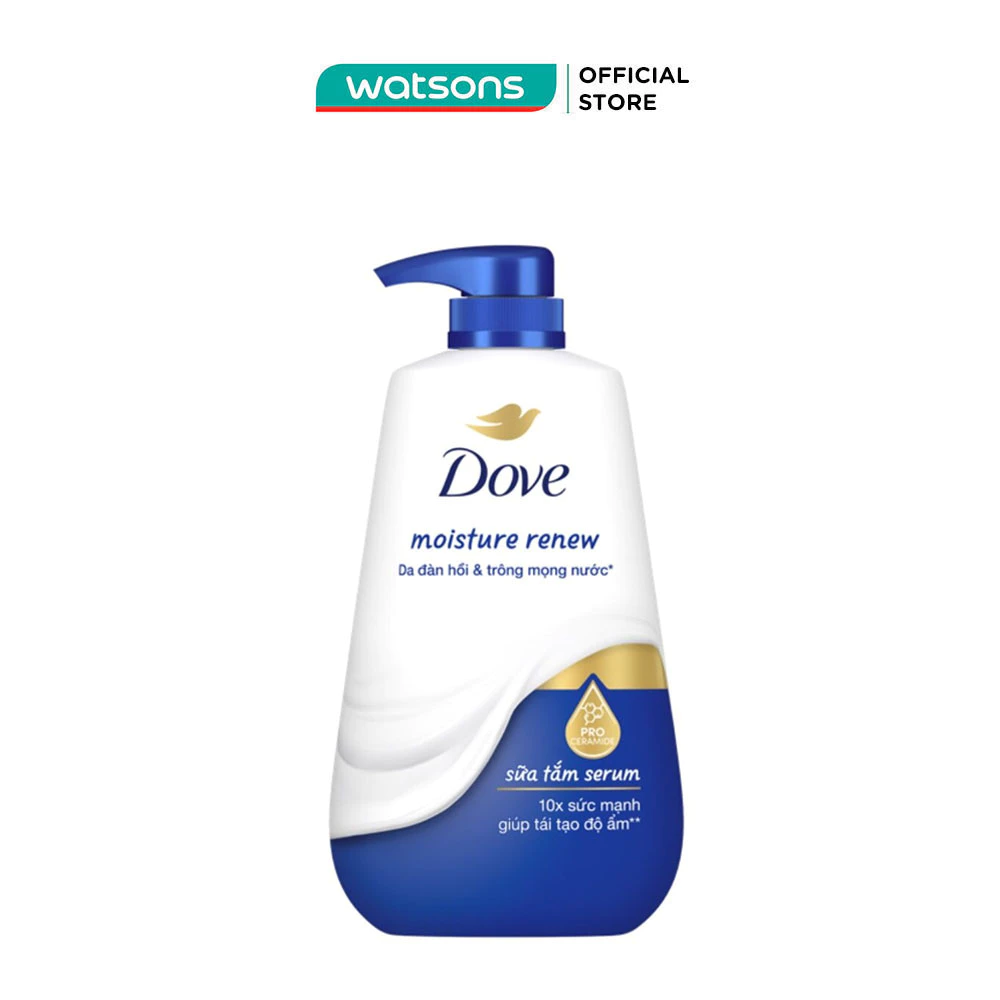 watsons
OFFICIAL
STORE
Dove
moisture renew
Da đàn hồi & trông mọng nước*
PRO
CERAMIDE
sữa tắm serum
10x sức mạnh
giúp tái tạo độ ẩm**